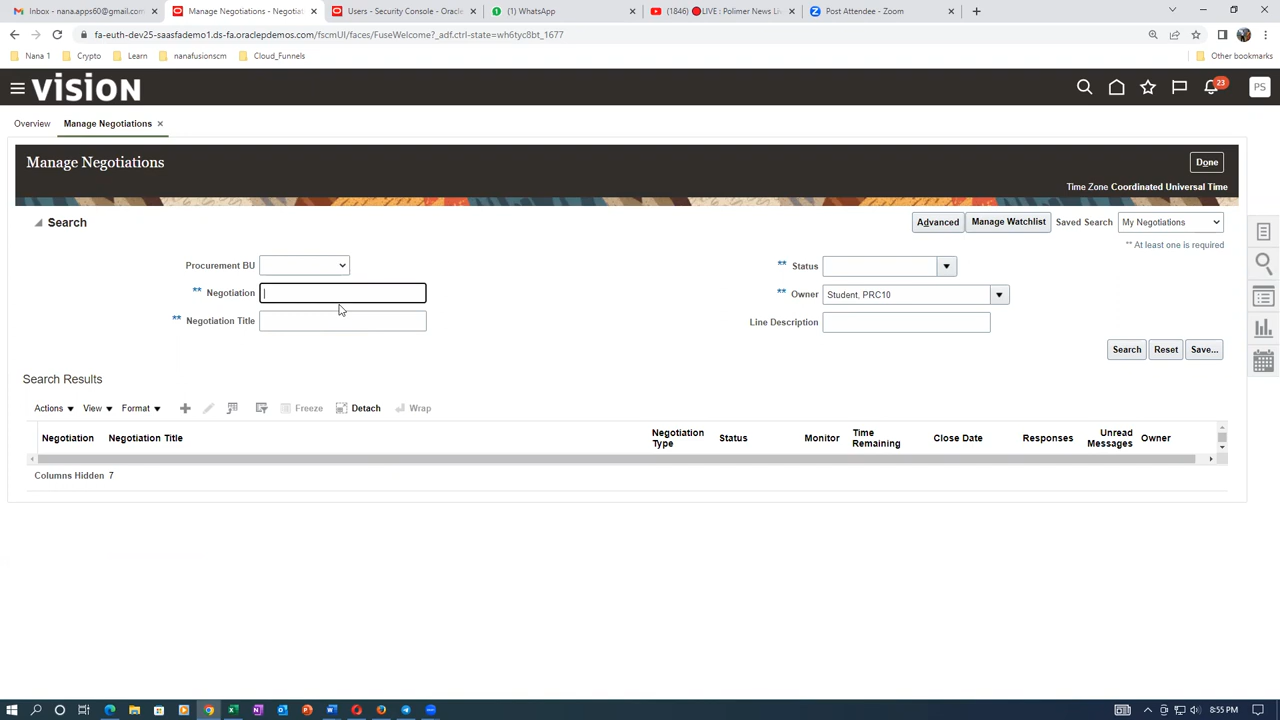 Inbox - nana.apps60@gmail.com
Manage Negotiations - Negotiat
Users - Security Console - Oracle
(1) WhatsApp
(1846) 🔴LIVE : Polimer News Liv
Post Attendee - Zoom
fa-euth-dev25-saasfademo1.ds-fa.oraclepdemos.com/fscmUI/faces/FuseWelcome?_adf.ctrl-state=wh6tyc8bt_1677
Nana 1
Crypto
Learn
nanafusionscm
Cloud_Funnels
Other bookmarks
VISION
23
PS
Overview
Manage Negotiations
Manage Negotiations
Done
Time Zone Coordinated Universal Time
Search
Advanced
Manage Watchlist
Saved Search
My Negotiations
** At least one is required
Procurement BU
** Status
** Negotiation
** Owner
Student, PRC10
** Negotiation Title
Line Description
Search
Reset
Save...
Search Results
Actions
View
Format
Freeze
Detach
Wrap
Negotiation
Negotiation Title
Negotiation
Type
Status
Monitor
Time
Remaining
Close Date
Responses
Unread
Messages
Owner
Columns Hidden 7
8:55 PM